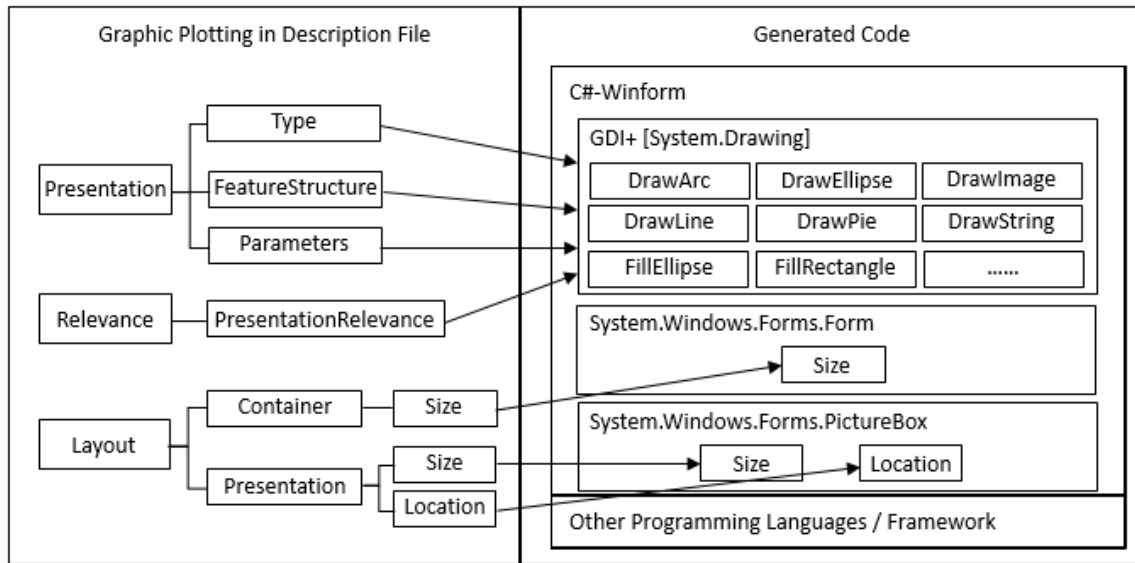 Graphic Plotting in Description File
Presentation
Type
FeatureStructure
Parameters
Relevance
PresentationRelevance
Layout
Container
Size
Presentation
Size
Location
Generated Code
C#-Winform
GDI+ [System.Drawing]
DrawArc
DrawEllipse
DrawImage
DrawLine
DrawPie
DrawString
FillEllipse
FillRectangle
……
System.Windows.Forms.Form
Size
System.Windows.Forms.PictureBox
Size
Location
Other Programming Languages / Framework